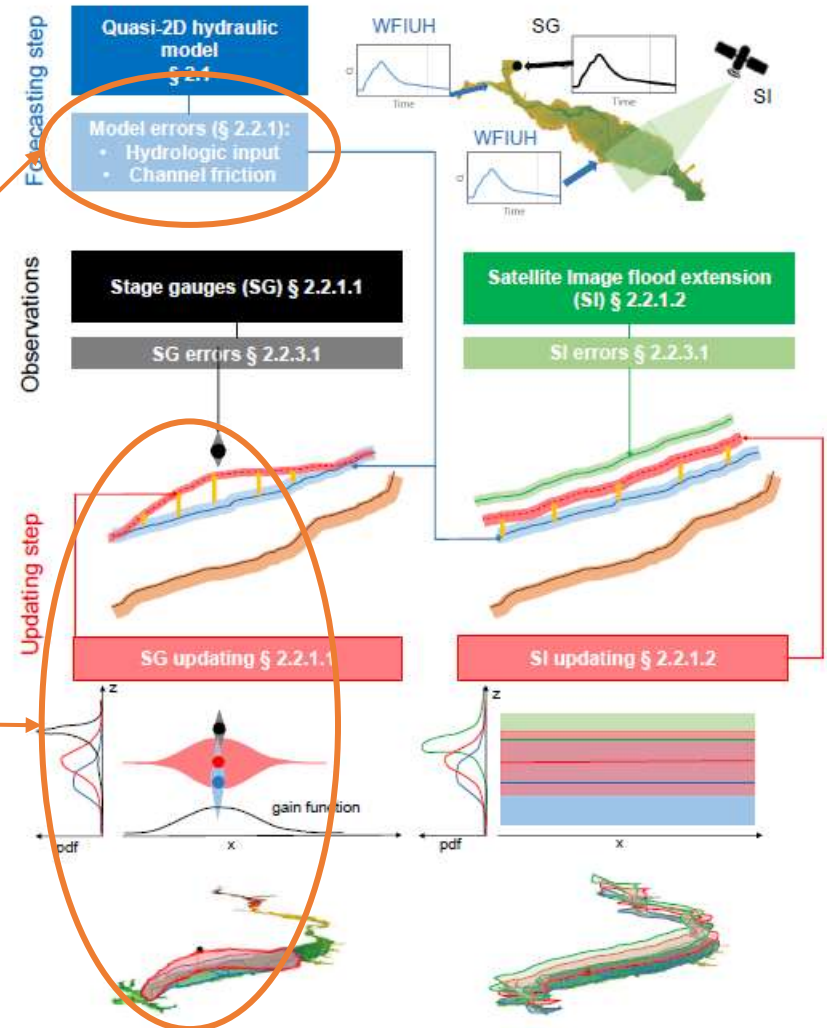 Forecasting step
Quasi-2D hydraulic
model
§ 2.1
Model errors (§ 2.2.1):
• Hydrologic input
• Channel friction
WFIUH
Q
Time
SG
Time
SI
WFIUH
Q
Time
Observations
Stage gauges (SG) § 2.2.1.1
SG errors § 2.2.3.1
Satellite Image flood extension
(SI) § 2.2.1.2
SI errors § 2.2.3.1
Updating step
SG updating § 2.2.1.1
z
gain function
pdf
x
SI updating § 2.2.1.2
z
pdf
x